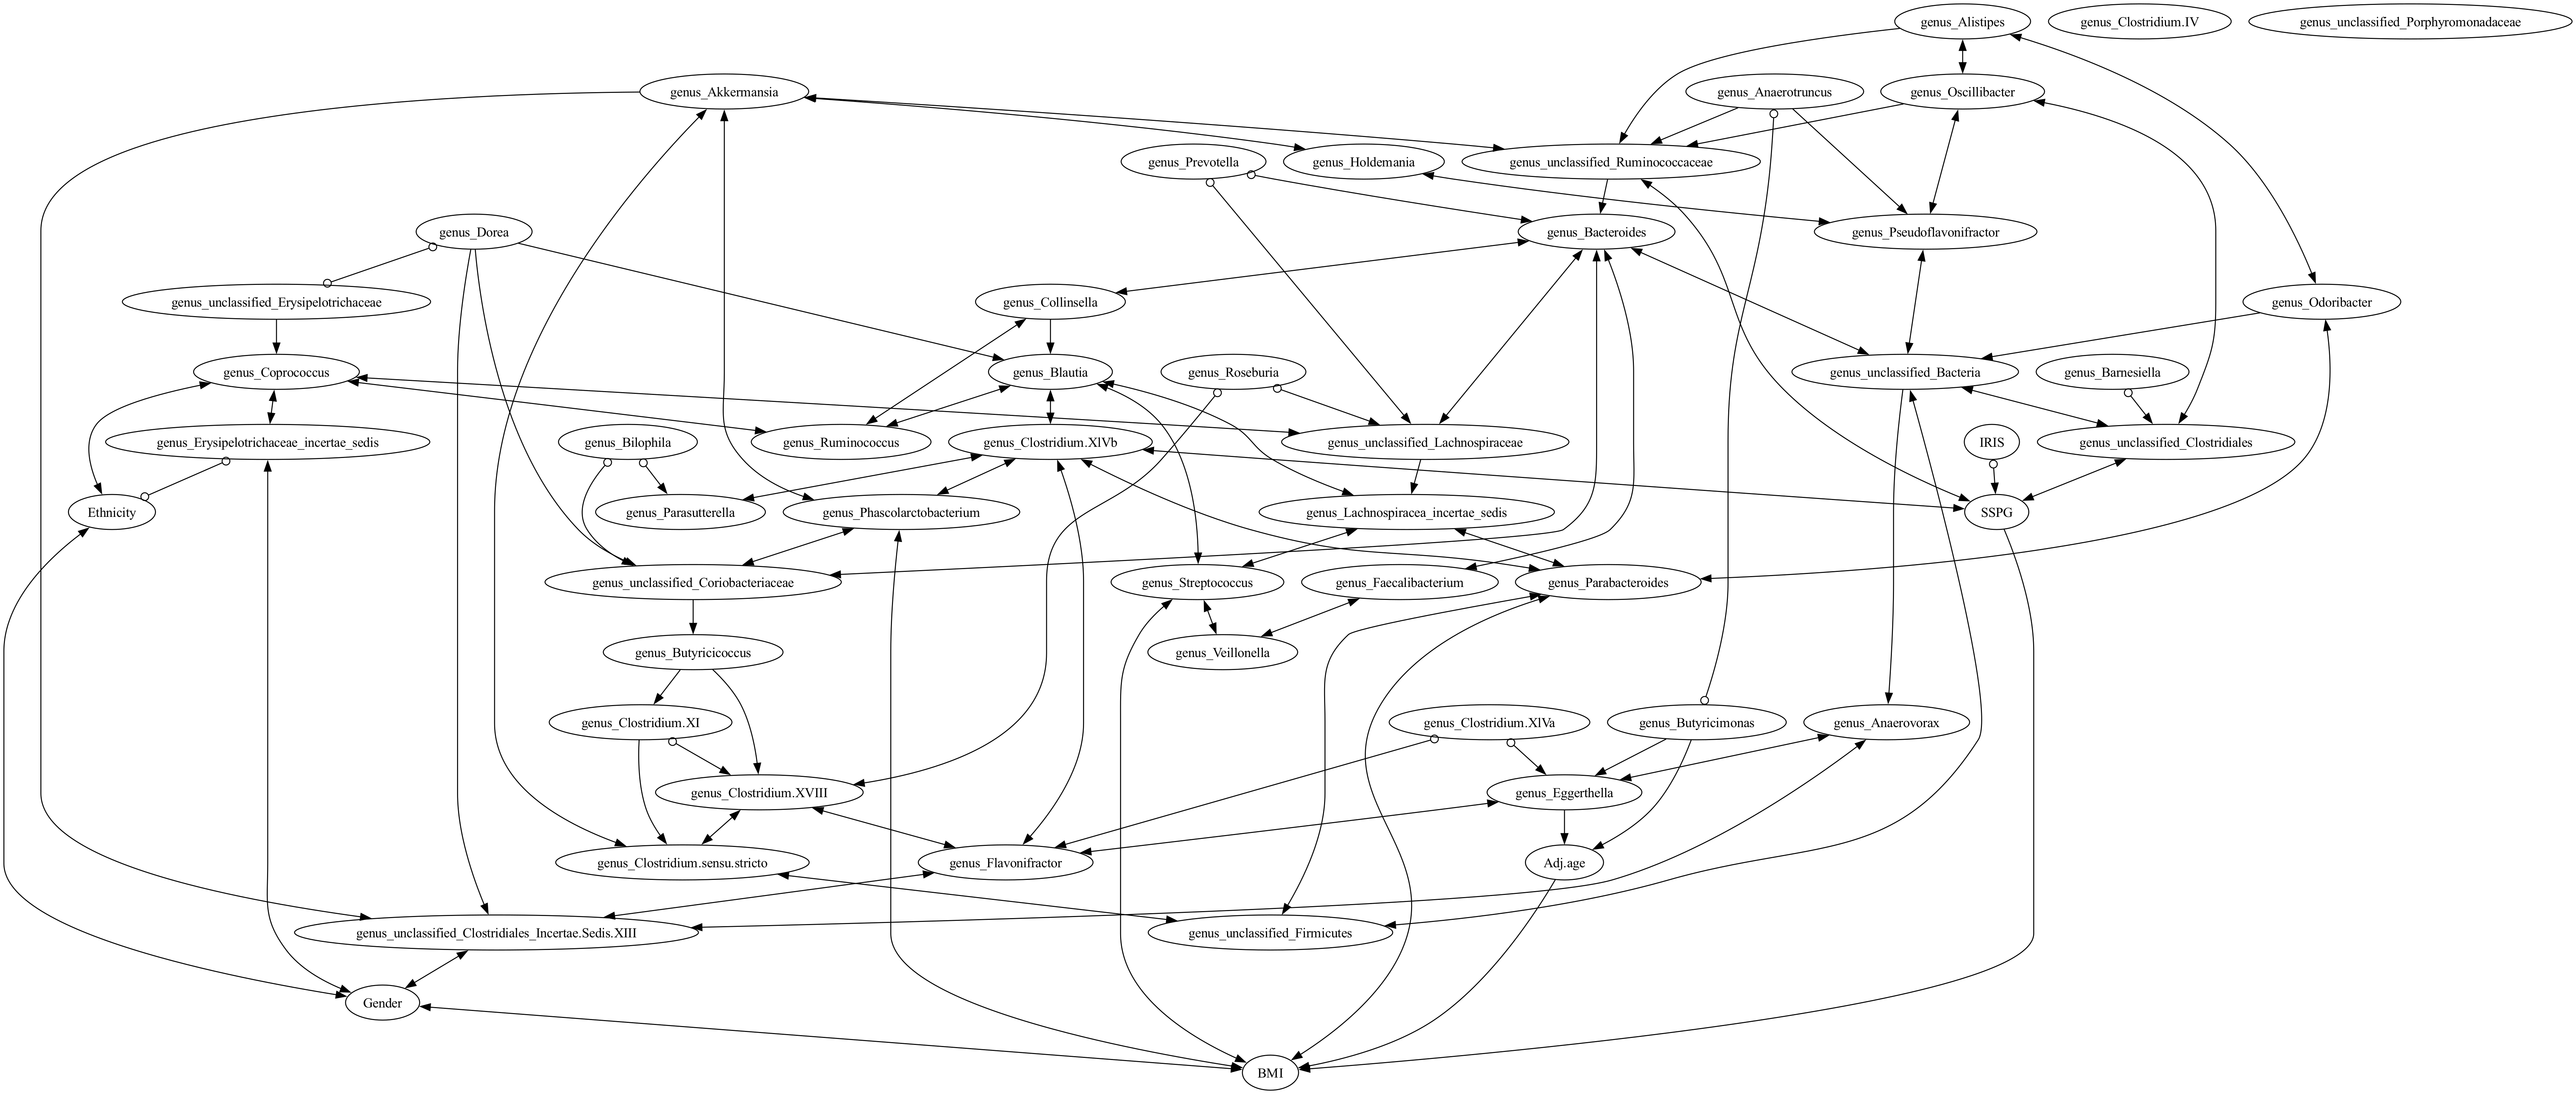 genus_Alistipes
genus_Clostridium.IV
genus_unclassified_Porphyromonadaceae
genus_Akkermansia
genus_Anaerotruncus
genus_Oscillibacter
genus_Prevotella
genus_Holdemania
genus_unclassified_Ruminococcaceae
genus_Dorea
genus_Bacteroides
genus_Pseudoflavonifractor
genus_unclassified_Erysipelotrichaceae
genus_Collinsella
genus_Odoribacter
genus_Coprococcus
genus_Blautia
genus_Roseburia
genus_unclassified_Bacteria
genus_Barnesiella
genus_Erysipelotrichaceae_incertae_sedis
genus_Bilophila
genus_Ruminococcus
genus_Clostridium.XIVb
genus_unclassified_Lachnospiraceae
IRIS
genus_unclassified_Clostridiales
Ethnicity
genus_Parasutterella
genus_Phascolarctobacterium
genus_Lachnospiracea_incertae_sedis
SSPG
genus_unclassified_Coriobacteriaceae
genus_Streptococcus
genus_Faecalibacterium
genus_Parabacteroides
genus_Butyricicoccus
genus_Veillonella
genus_Clostridium.XI
genus_Clostridium.XlVa
genus_Butyricimonas
genus_Anaerovorax
genus_Clostridium.XVIII
genus_Eggerthella
genus_Clostridium.sensu.stricto
genus_Flavonifractor
Adj.age
genus_unclassified_Clostridiales_Incertae.Sedis.XIII
genus_unclassified_Firmicutes
Gender
BMI